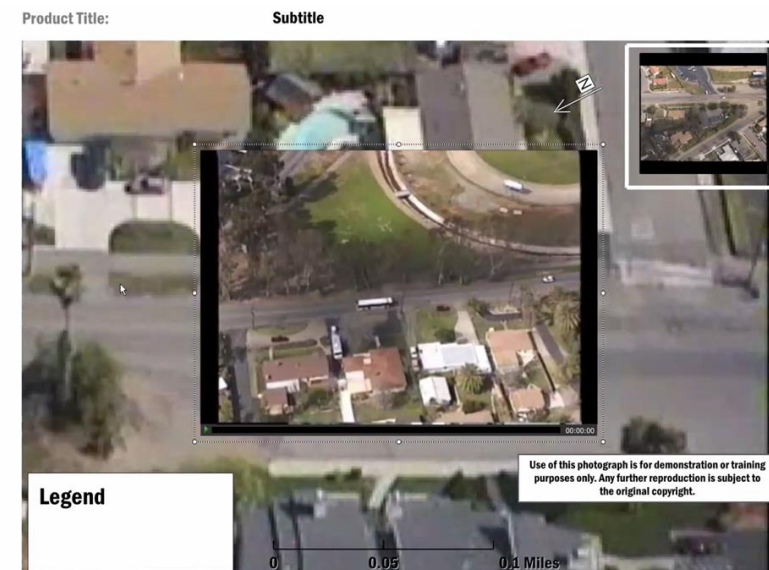 Product Title:
Subtitle
N
00:00:00
Use of this photograph is for demonstration or training
purposes only. Any further reproduction is subject to
the original copyright.
Legend
0 0.05 0.1 Miles